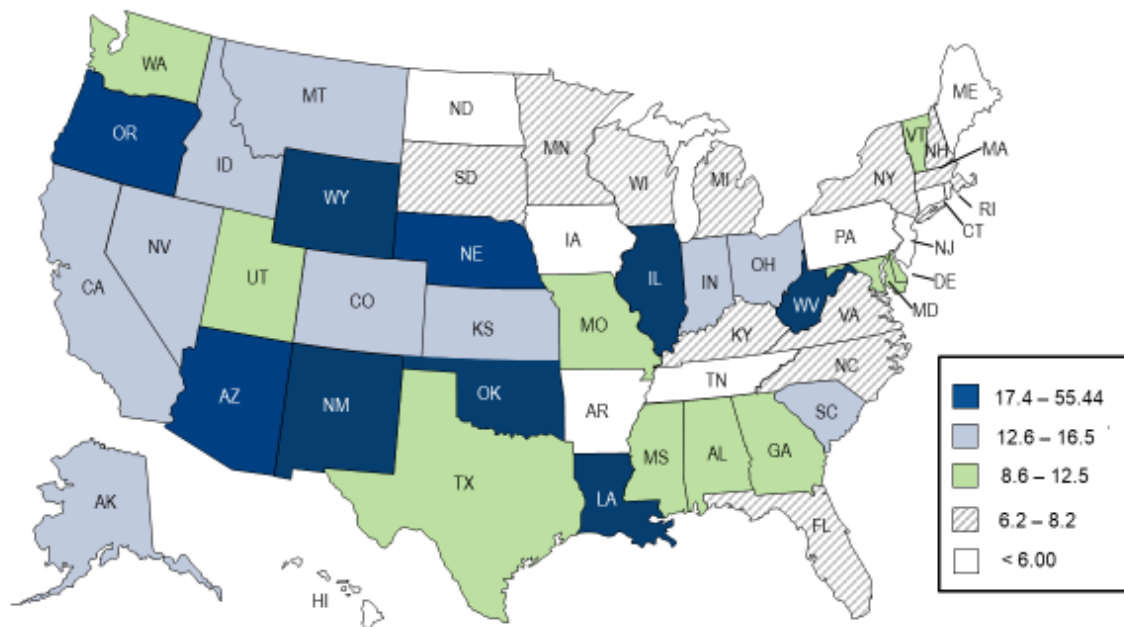 WA
OR
MT
ID
WY
ND
SD
MN
WI
MI
ME
VT
NH
MA
NY
RI
CT
NJ
PA
DE
MD
CA
NV
UT
CO
NE
KS
IA
MO
IL
IN
OH
WV
VA
KY
NC
TN
SC
AZ
NM
OK
AR
TX
LA
MS
AL
GA
FL
AK
HI
17.4 – 55.44
12.6 – 16.5
8.6 – 12.5
6.2 – 8.2
< 6.00